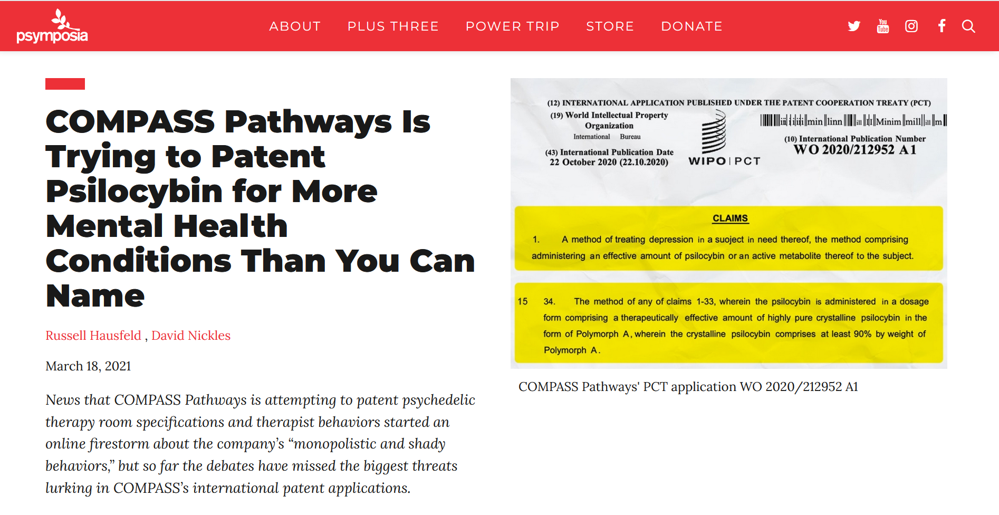 psymposia
ABOUT
PLUS THREE
POWER TRIP
STORE
DONATE
You
Tube
COMPASS Pathways Is
Trying to Patent
Psilocybin for More
Mental Health
Conditions Than You Can
Name
Russell Hausfeld , David Nickles
March 18, 2021
News that COMPASS Pathways is attempting to patent psychedelic
therapy room specifications and therapist behaviors started an
online firestorm about the company’s “monopolistic and shady
behaviors,” but so far the debates have missed the biggest threats
lurking in COMPASS’s international patent applications.
(12) INTERNATIONAL APPLICATION PUBLISHED UNDER THE PATENT COOPERATION TREATY (PCT)
(19) World Intellectual Property
Organization
International Bureau
(43) International Publication Date
22 October 2020 (22.10.2020)
WIPO | PCT
(10) International Publication Number
WO 2020/212952 A1
CLAIMS
1. A method of treating depression in a suoject in need thereof, the method comprising
administering an effective amount of psilocybin or an active metabolite thereof to the subject.
15 34. The method of any of claims 1-33, wherein the psilocybin is administered in a dosage
form comprising a therapeutically effective amount of highly pure crystalline psilocybin in the
form of Polymorph A, wherein the crystalline psilocybin comprises at least 90% by weight of
Polymorph A.
COMPASS Pathways' PCT application WO 2020/212952 A1